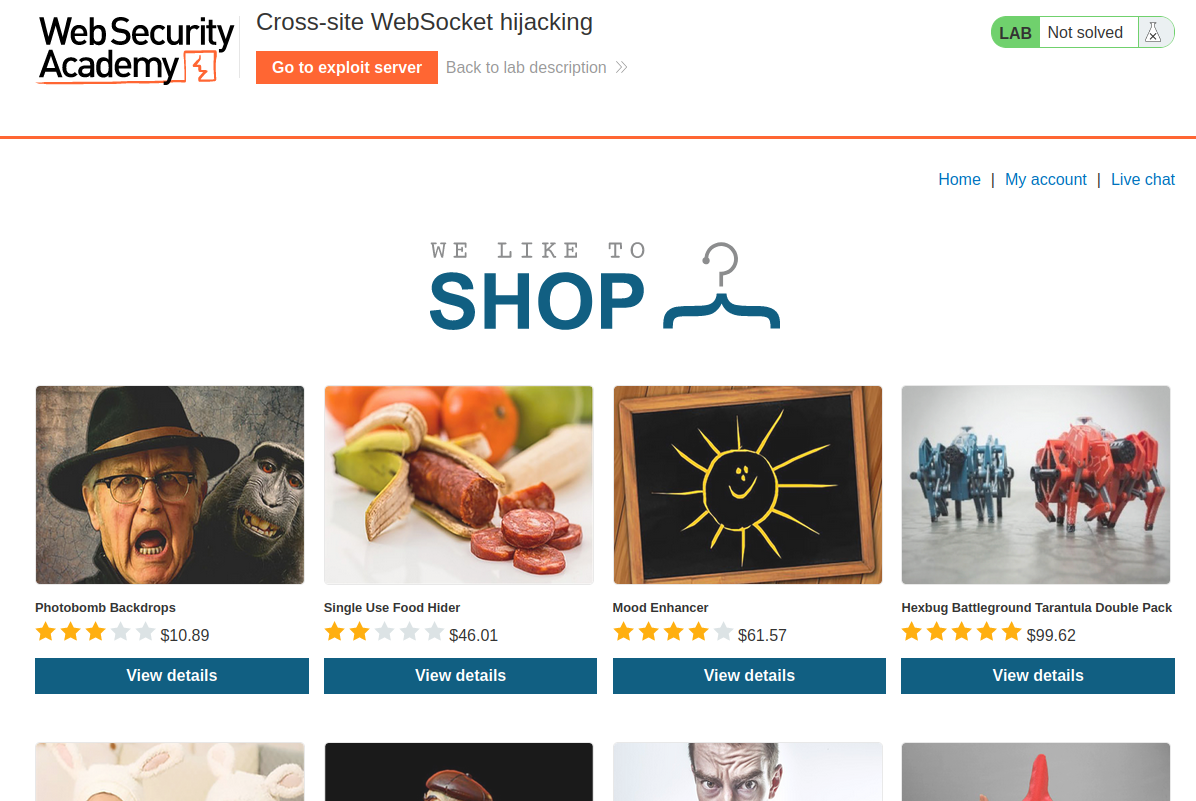 Web Security
Academy
Cross-site WebSocket hijacking
Go to exploit server
Back to lab description
LAB
Not solved
Home | My account | Live chat
WE LIKE TO
SHOP
Photobomb Backdrops
$10.89
View details
Single Use Food Hider
$46.01
View details
Mood Enhancer
$61.57
View details
Hexbug Battleground Tarantula Double Pack
$99.62
View details